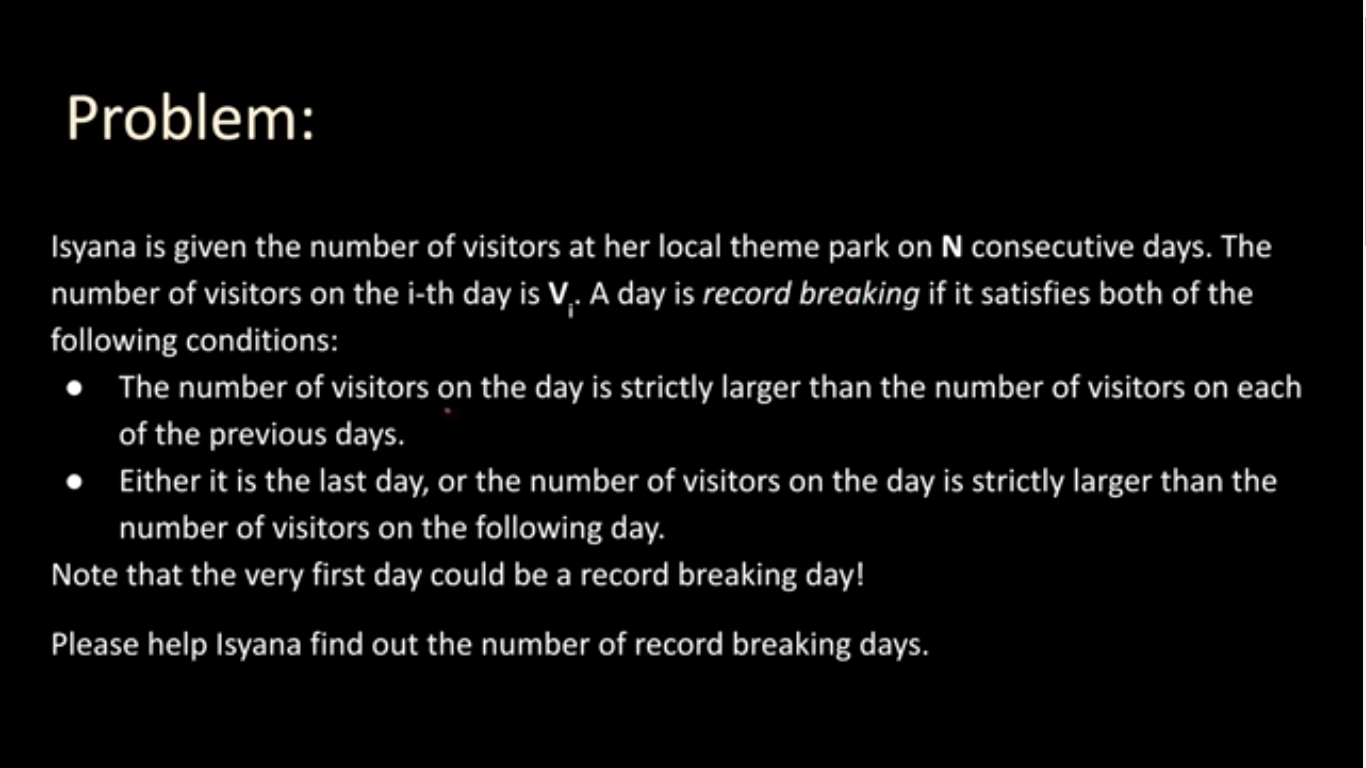 Problem:
Isyana is given the number of visitors at her local theme park on N consecutive days. The
number of visitors on the i-th day is Vi. A day is record breaking if it satisfies both of the
following conditions:
● The number of visitors on the day is strictly larger than the number of visitors on each
of the previous days.
● Either it is the last day, or the number of visitors on the day is strictly larger than the
number of visitors on the following day.
Note that the very first day could be a record breaking day!
Please help Isyana find out the number of record breaking days.